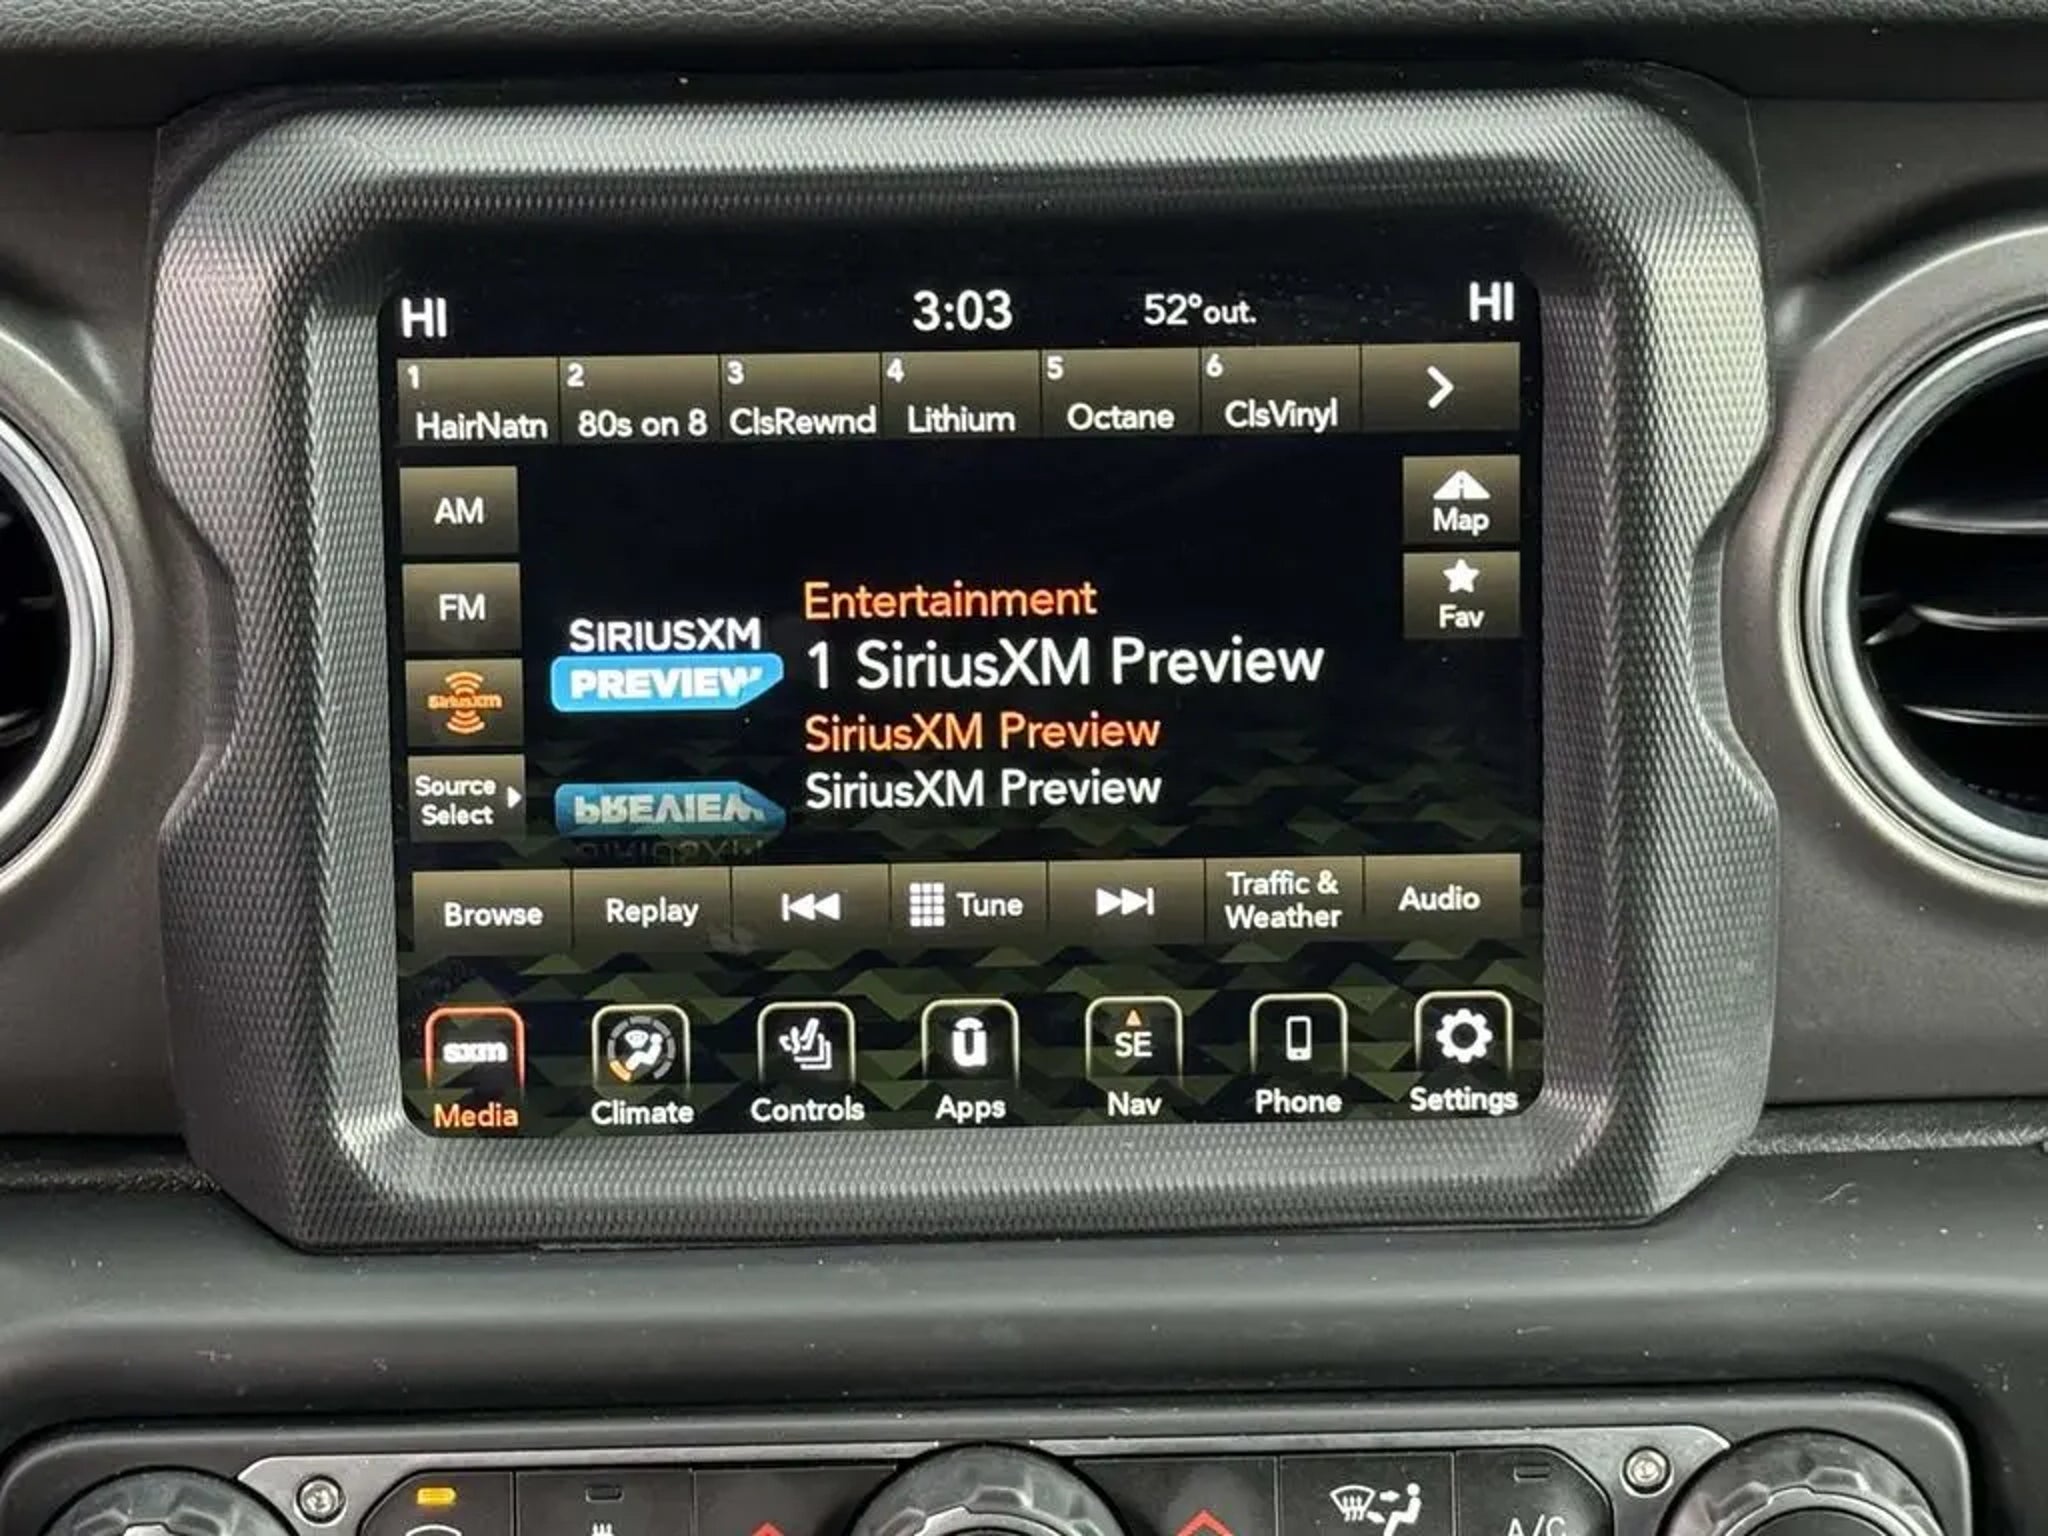 HI 3:03 52°out. HI
1 2 3 4 5 6
HairNatn 80s on 8 ClsRewnd Lithium Octane ClsVinyl
AM
Map
FM
Fav
Entertainment
SIRIUSXM
PREVIEW
1 SiriusXM Preview
SiriusXM
SiriusXM Preview
SiriusXM Preview
Source
Select
Browse Replay Tune Traffic &
Weather Audio
sxm SE
Media Climate Controls Apps Nav Phone Settings
A/C